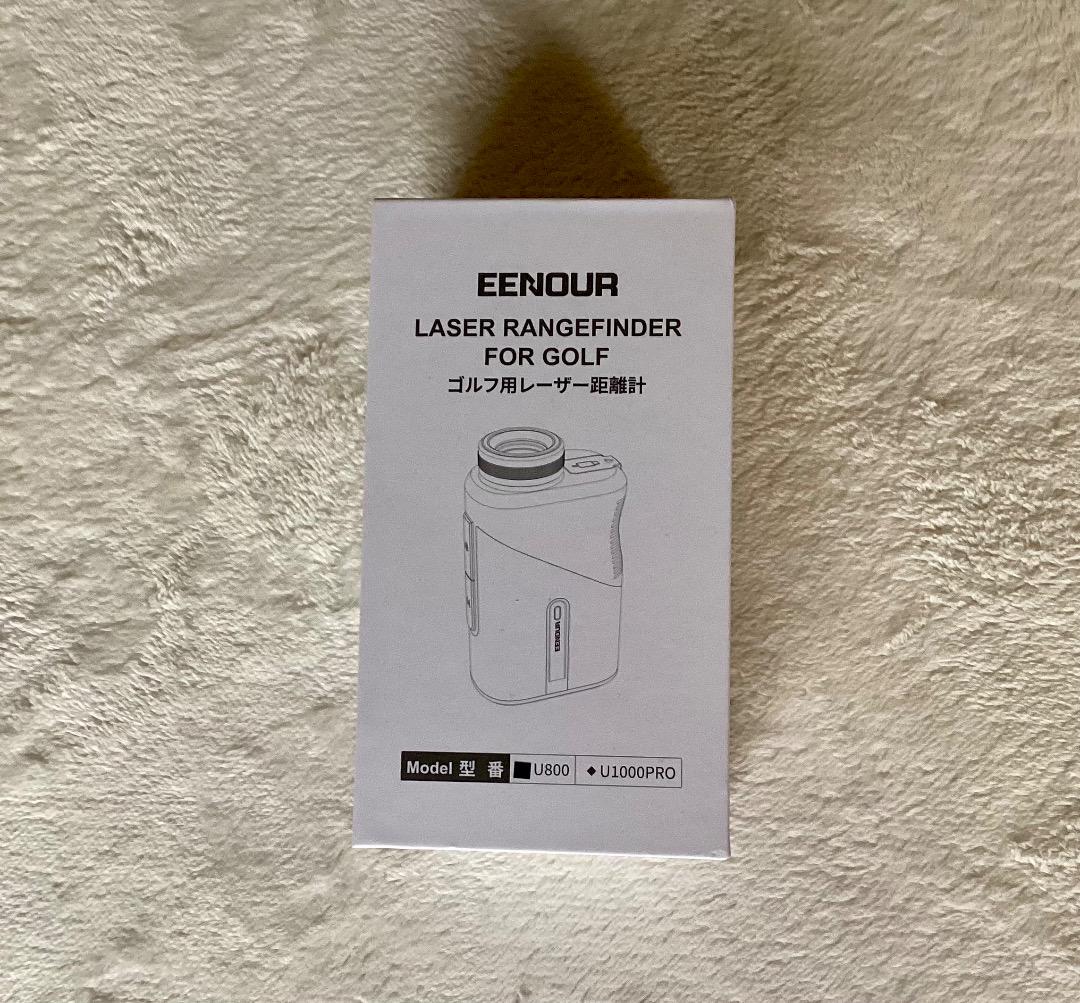 EENOUR
LASER RANGEFINDER
FOR GOLF
ゴルフ用レーザー距離計
EENOUR
Model 型 番 ■U800 ◆U1000PRO